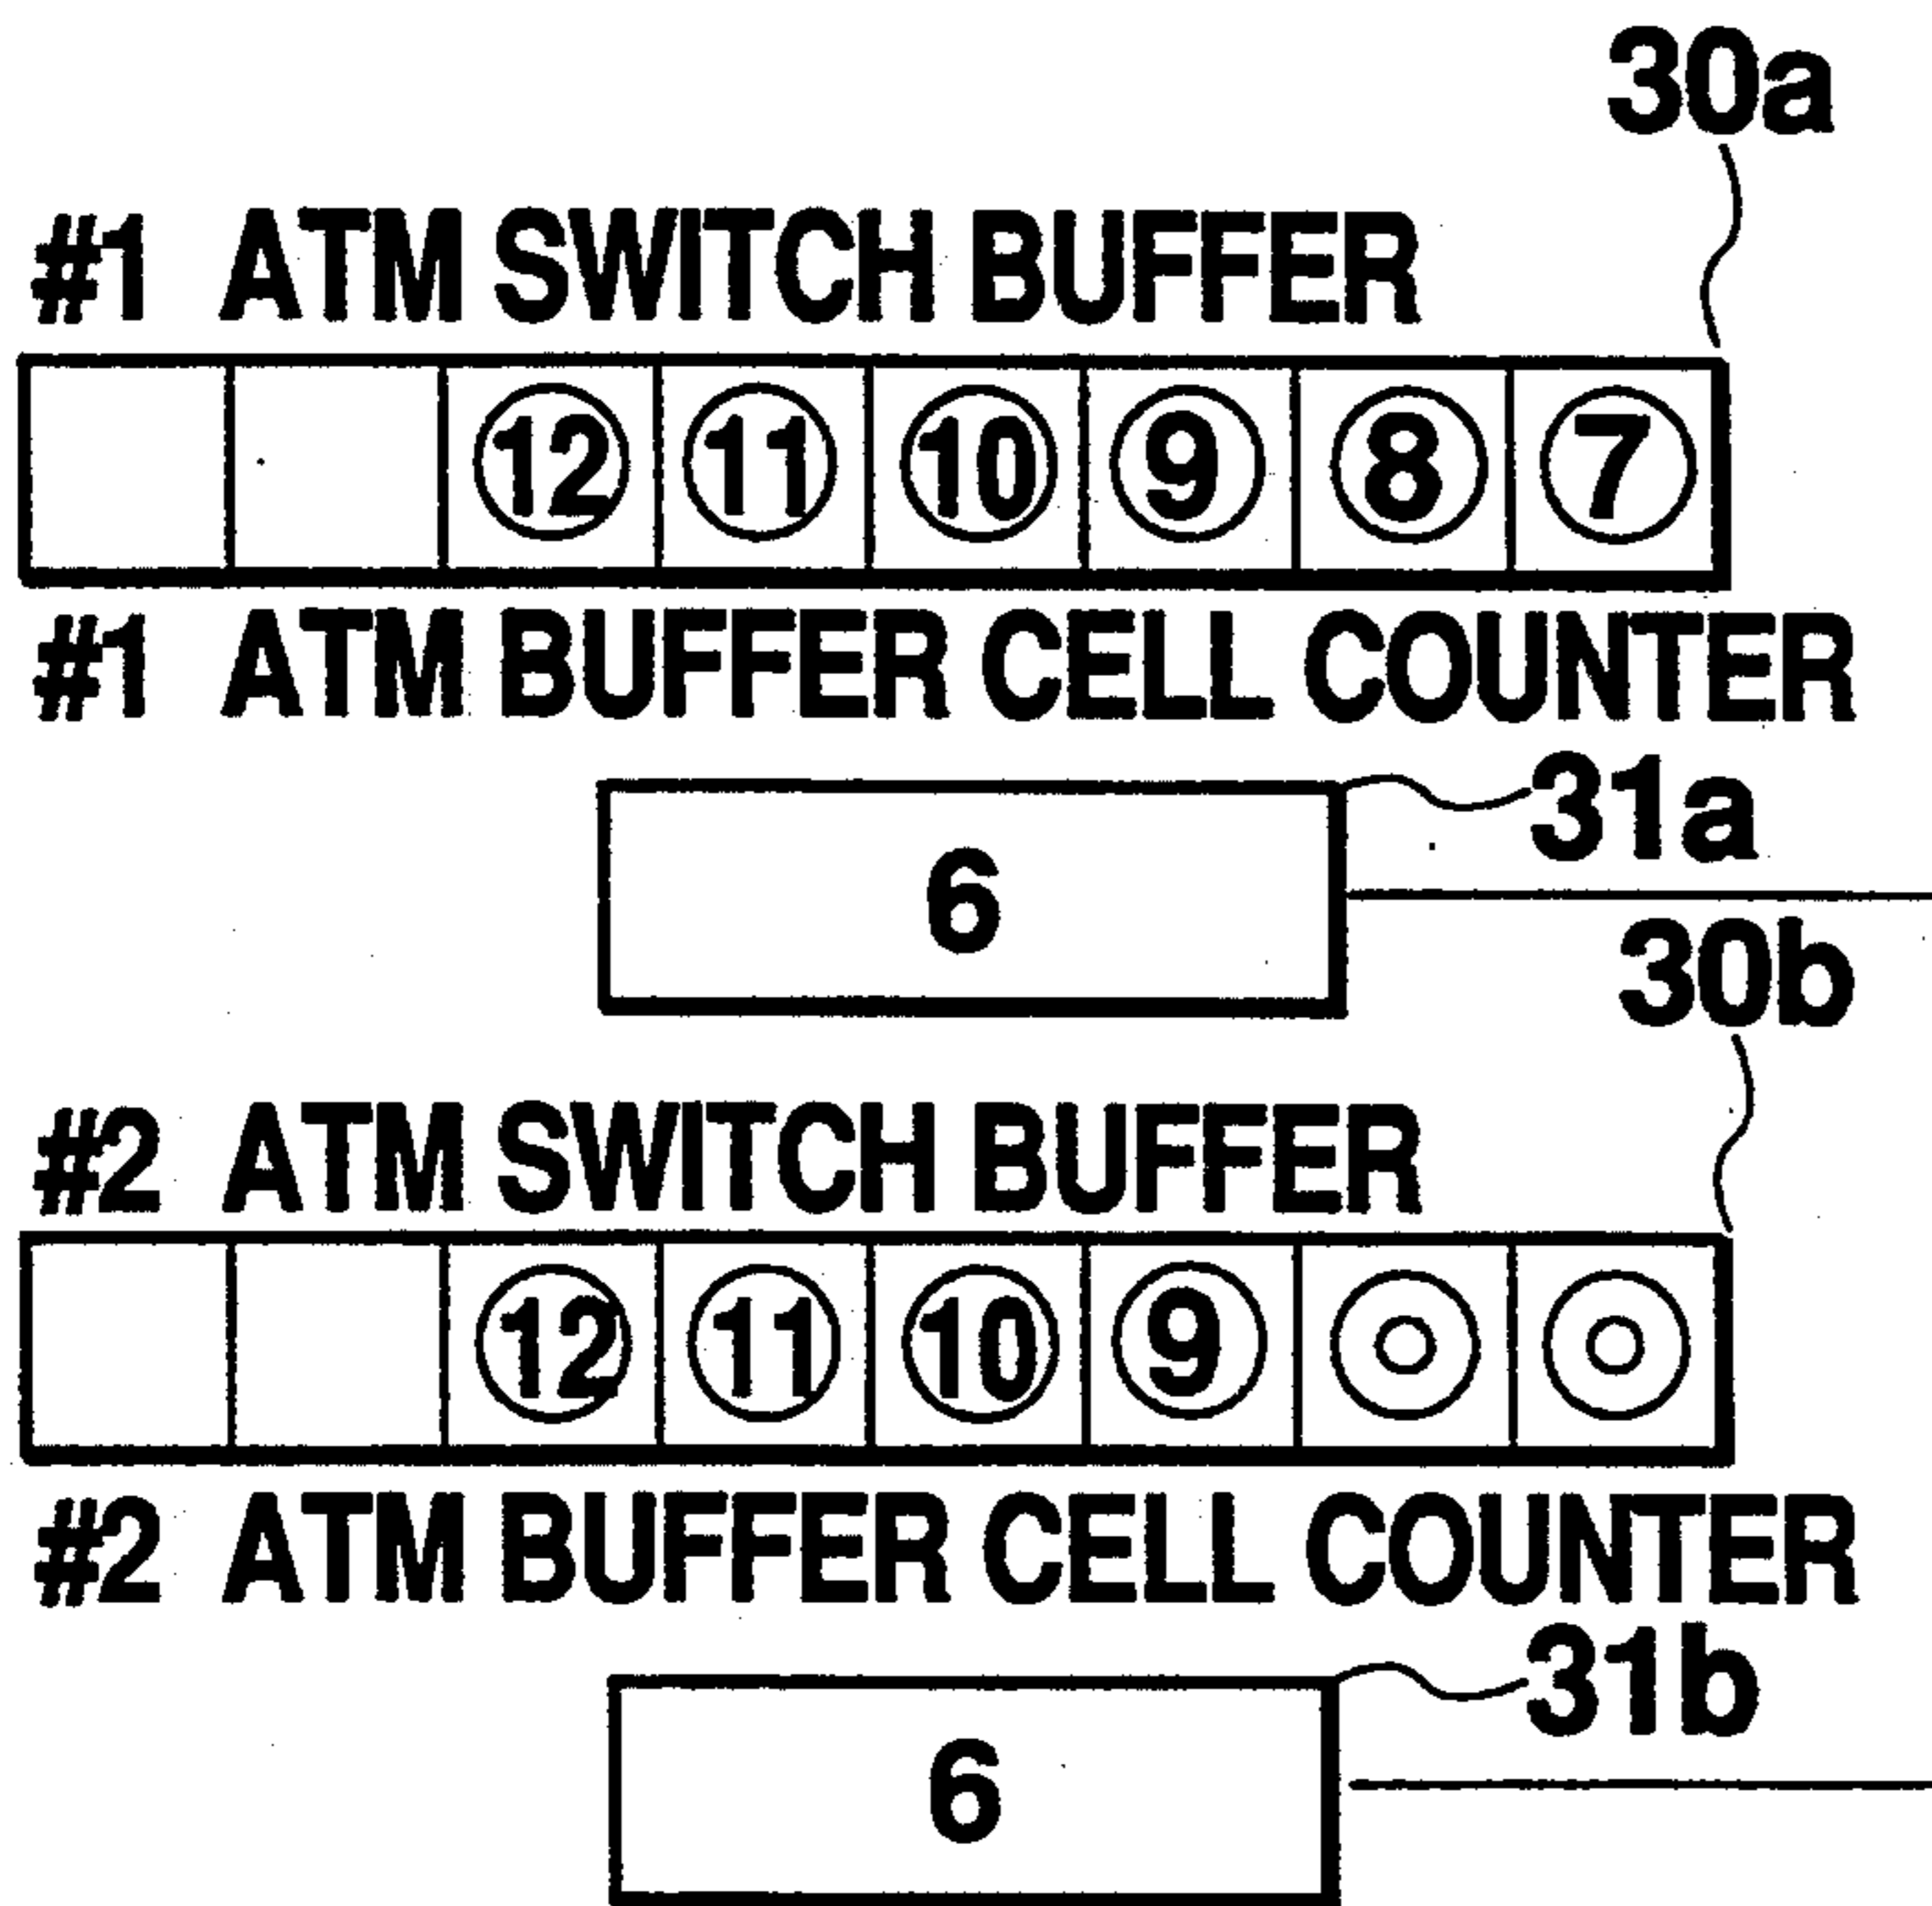 30a
#1 ATM SWITCH BUFFER
12 11 10 9 8 7
#1 ATM BUFFER CELL COUNTER
31a
6
30b
#2 ATM SWITCH BUFFER
12 11 10 9
#2 ATM BUFFER CELL COUNTER
31b
6